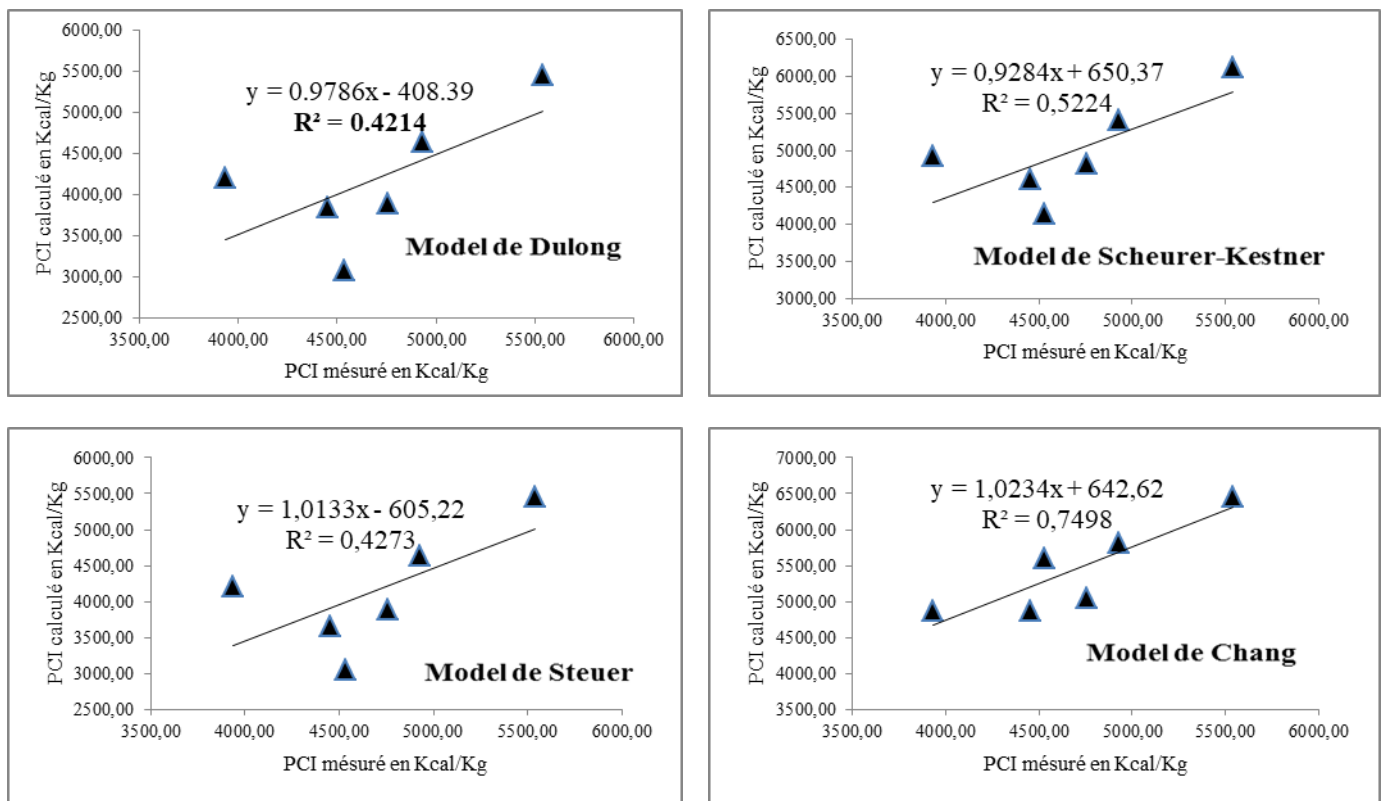 6000,00
5500,00
5000,00
4500,00
4000,00
3500,00
3000,00
2500,00
PCI calculé en Kcal/Kg
y = 0.9786x - 408.39
R² = 0.4214
Model de Dulong
3500,00 4000,00 4500,00 5000,00 5500,00 6000,00
PCI mésuré en Kcal/Kg
6500,00
6000,00
5500,00
5000,00
4500,00
4000,00
3500,00
3000,00
PCI calculé en Kcal/Kg
y = 0,9284x + 650,37
R² = 0,5224
Model de Scheurer-Kestner
3500,00 4000,00 4500,00 5000,00 5500,00 6000,00
PCI mésuré en Kcal/Kg
6000,00
5500,00
5000,00
4500,00
4000,00
3500,00
3000,00
2500,00
PCI calculé en Kcal/Kg
y = 1,0133x - 605,22
R² = 0,4273
Model de Steuer
3500,00 4000,00 4500,00 5000,00 5500,00 6000,00
PCI mésuré en Kcal/Kg
7000,00
6500,00
6000,00
5500,00
5000,00
4500,00
4000,00
3500,00
PCI calculé en Kcal/Kg
y = 1,0234x + 642,62
R² = 0,7498
Model de Chang
3500,00 4000,00 4500,00 5000,00 5500,00 6000,00
PCI mésuré en Kcal/Kg